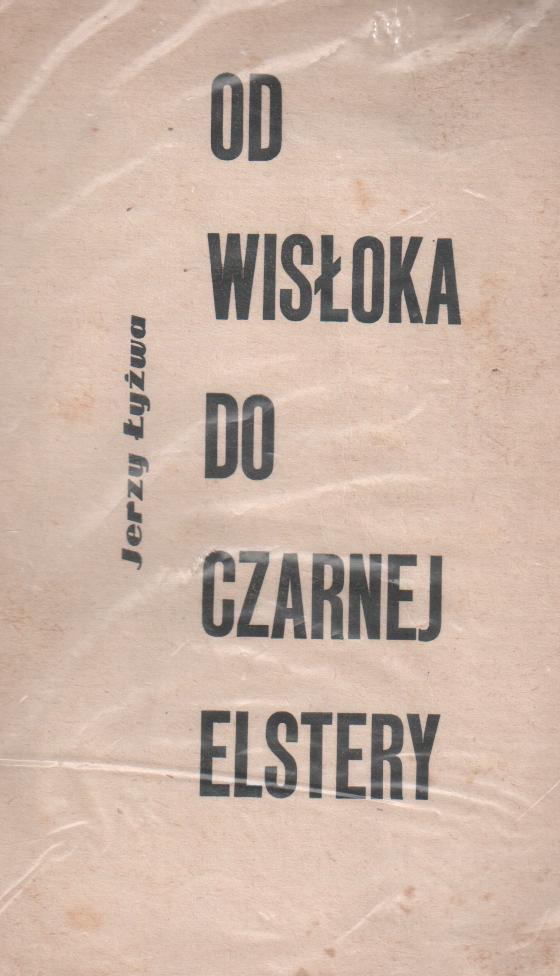 Jerzy Łyżwa
OD
WISŁOKA
DO
CZARNEJ
ELSTERY